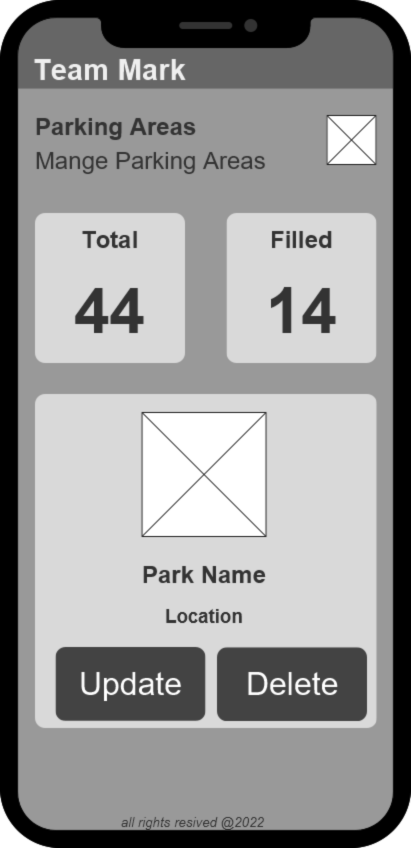 Team Mark
Parking Areas
Mange Parking Areas
Total
Filled
44
14
Park Name
Location
Update
Delete
all rights resived @2022